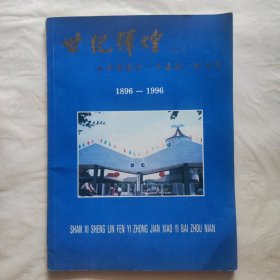 世纪辉煌
1896 — 1996
SHAN XI SHENG LIN FEN YI ZHONG JIAN XIAO YI BAI ZHOU NIAN